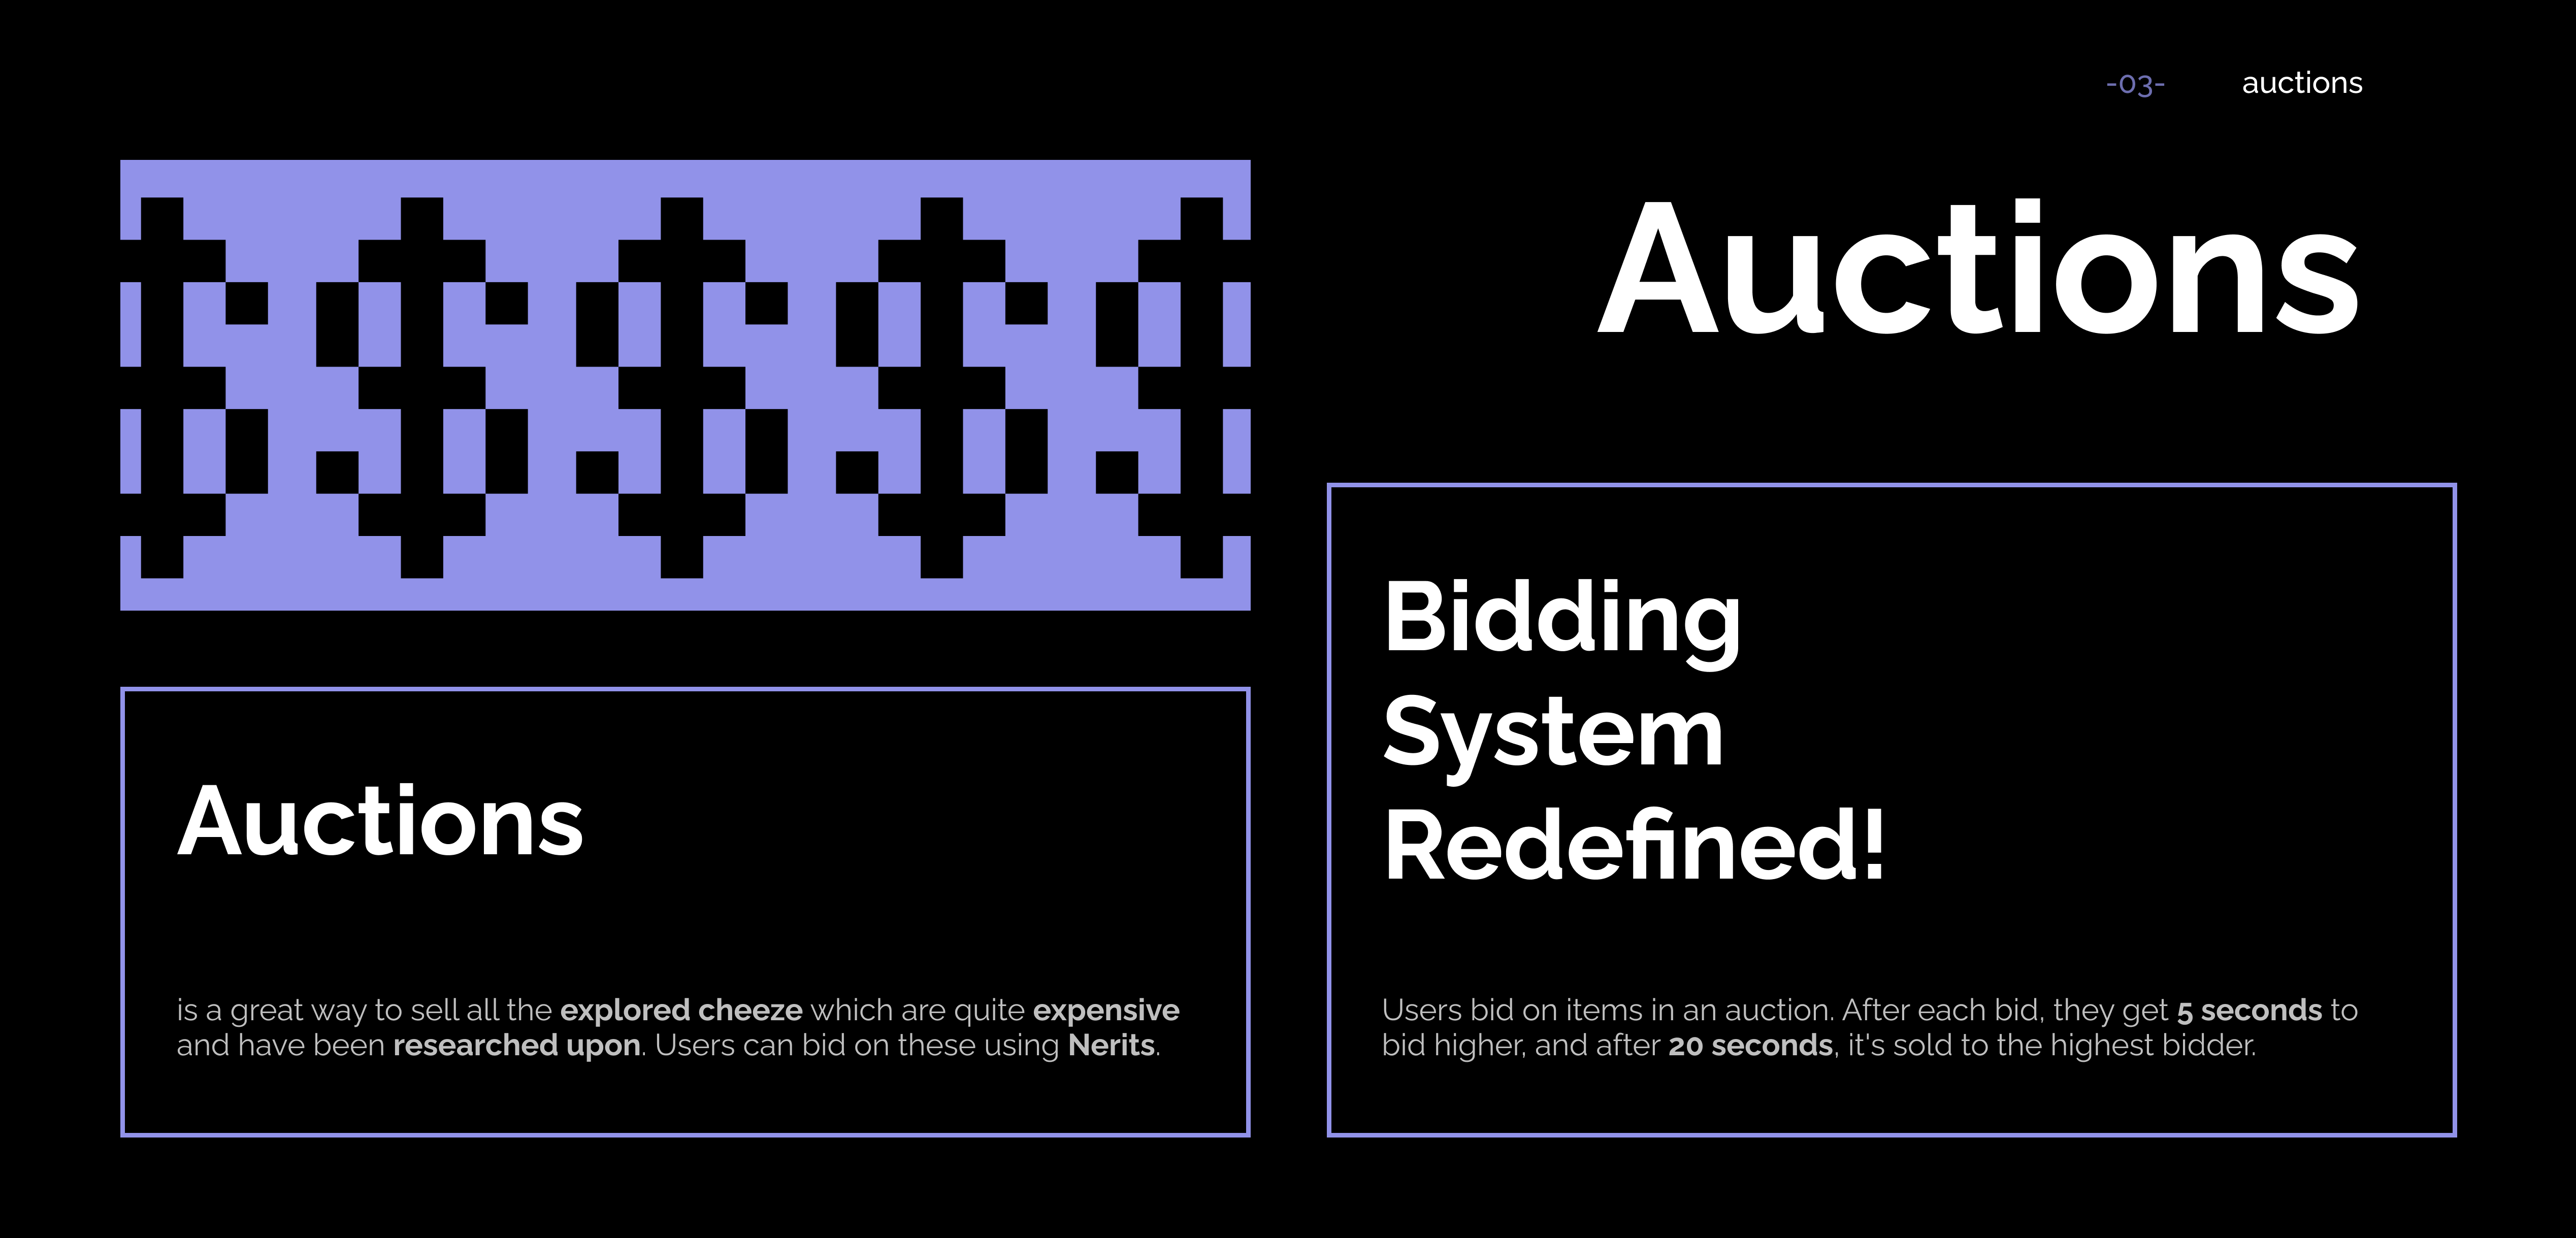 -03- auctions
Auctions
Auctions
is a great way to sell all the explored cheeze which are quite expensive
and have been researched upon. Users can bid on these using Nerits.
Bidding
System
Redefined!
Users bid on items in an auction. After each bid, they get 5 seconds to
bid higher, and after 20 seconds, it's sold to the highest bidder.